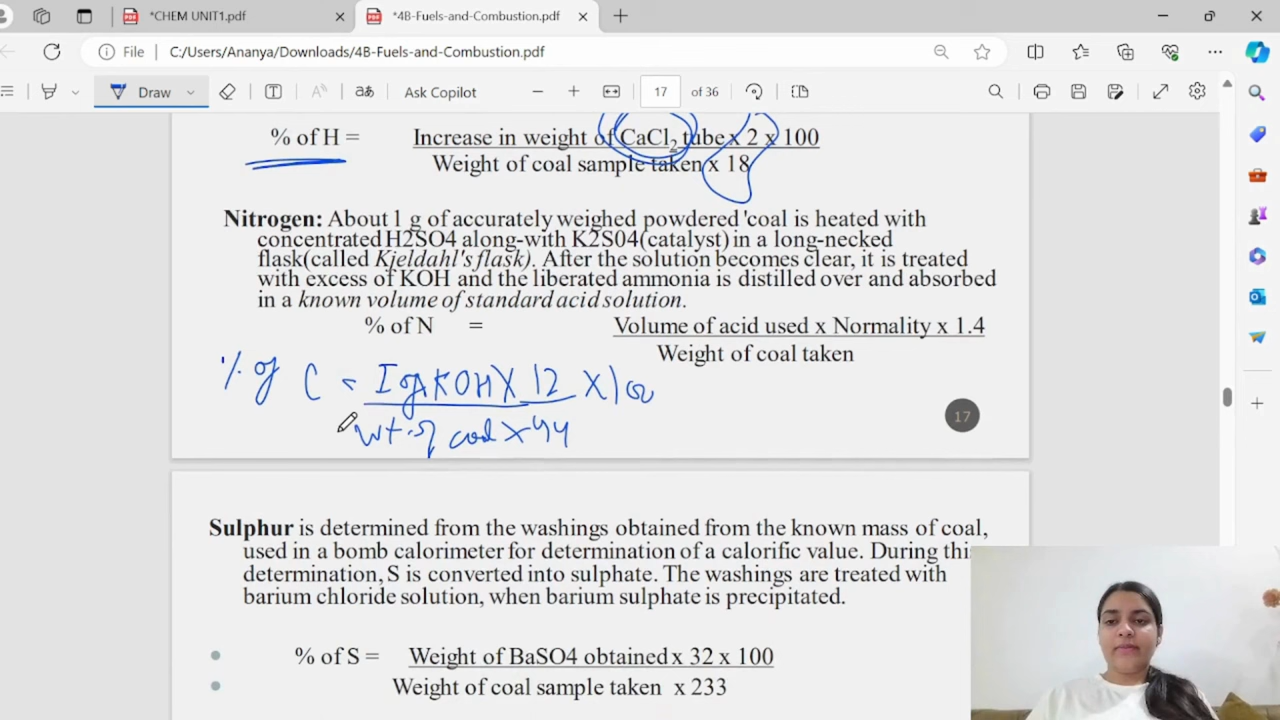 *CHEM UNIT1.pdf
*4B-Fuels-and-Combustion.pdf
File
C:/Users/Ananya/Downloads/4B-Fuels-and-Combustion.pdf
Draw
aあ
Ask Copilot
17
of 36
% of H =
Increase in weight of CaCl2 tube x 2 x 100
Weight of coal sample taken x 18
Nitrogen: About 1 g of accurately weighed powdered 'coal is heated with
concentrated H2SO4 along-with K2S04(catalyst) in a long-necked
flask(called Kjeldahl's flask). After the solution becomes clear, it is treated
with excess of KOH and the liberated ammonia is distilled over and absorbed
in a known volume of standard acid solution.
% of N =
Volume of acid used x Normality x 1.4
Weight of coal taken
% of C = I of KOH X 12 X 100
wt. of coal x 44
17
Sulphur is determined from the washings obtained from the known mass of coal,
used in a bomb calorimeter for determination of a calorific value. During thi
determination, S is converted into sulphate. The washings are treated with
barium chloride solution, when barium sulphate is precipitated.
% of S = Weight of BaSO4 obtained x 32 x 100
Weight of coal sample taken x 233